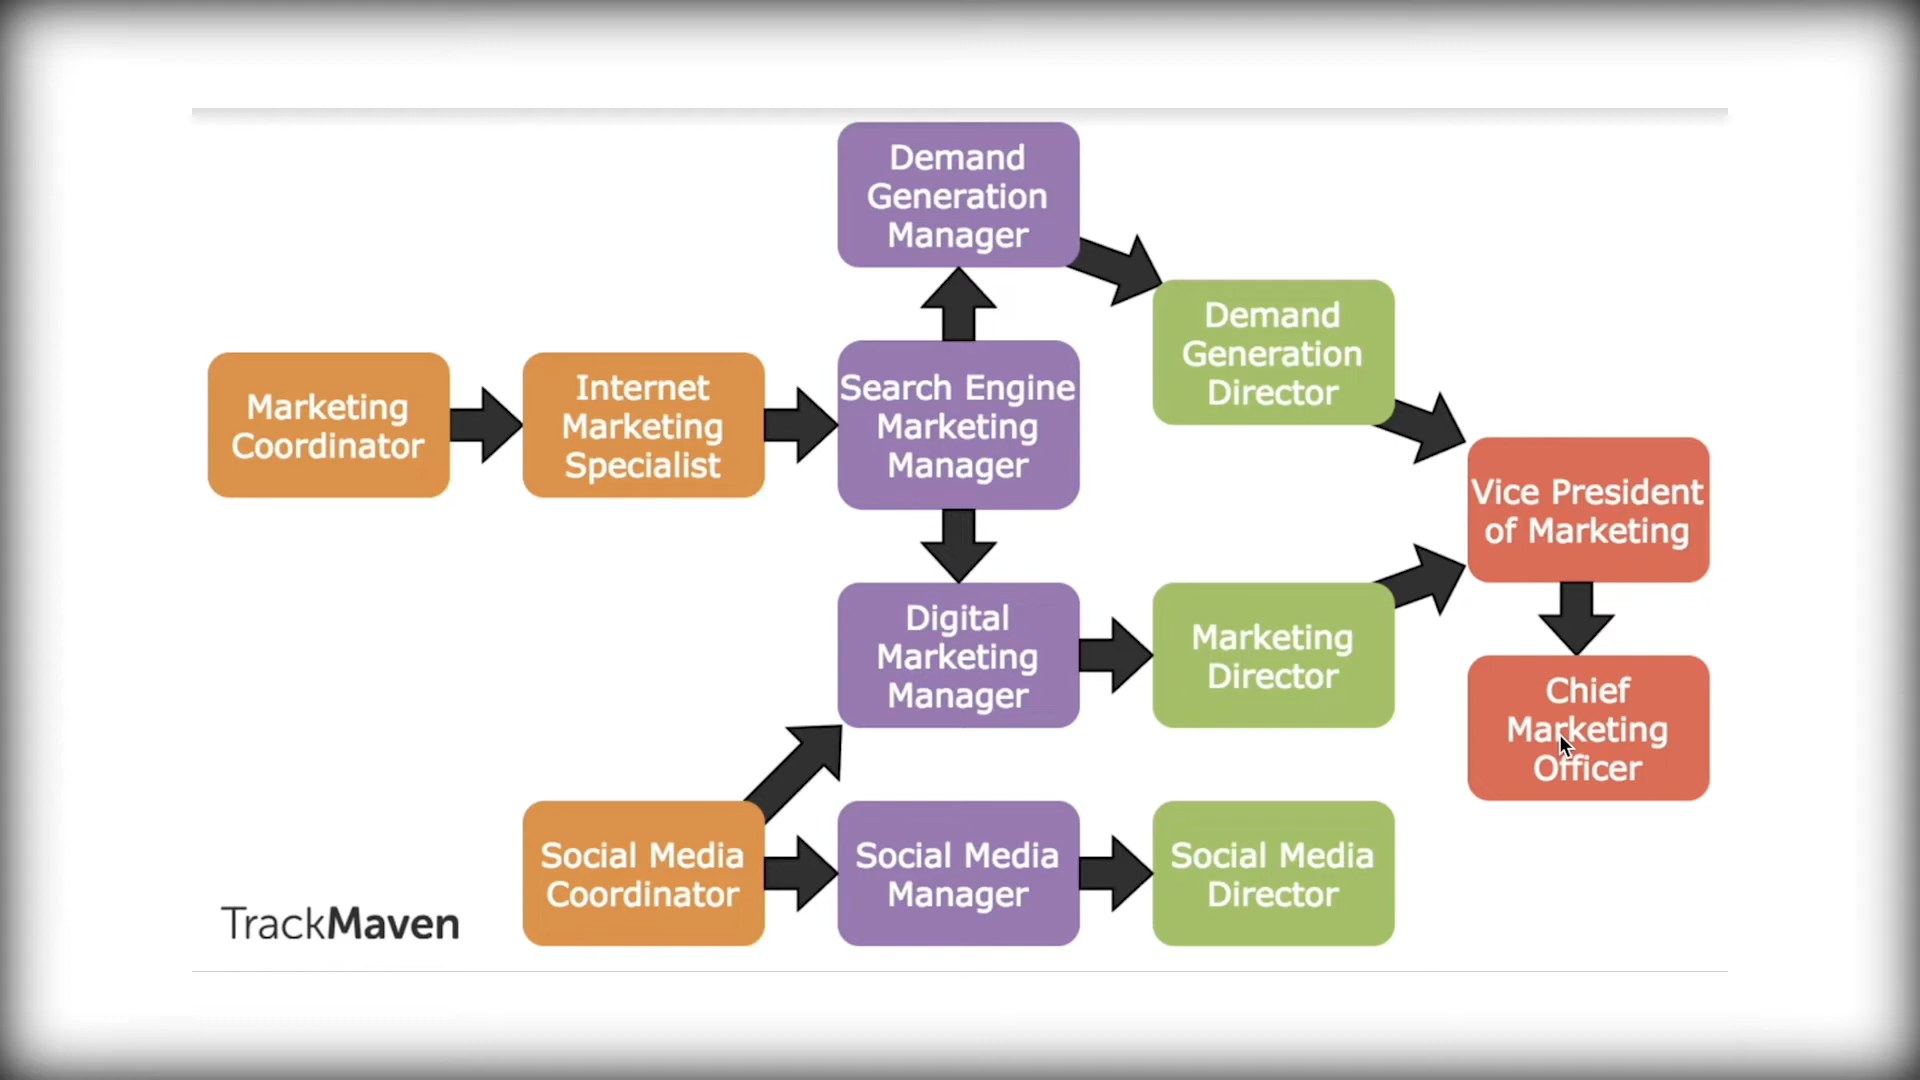 Demand
Generation
Manager
Demand
Generation
Director
Marketing
Coordinator
Internet
Marketing
Specialist
Search Engine
Marketing
Manager
Vice President
of Marketing
Digital
Marketing
Manager
Marketing
Director
Chief
Marketing
Officer
Social Media
Coordinator
Social Media
Manager
Social Media
Director
TrackMaven